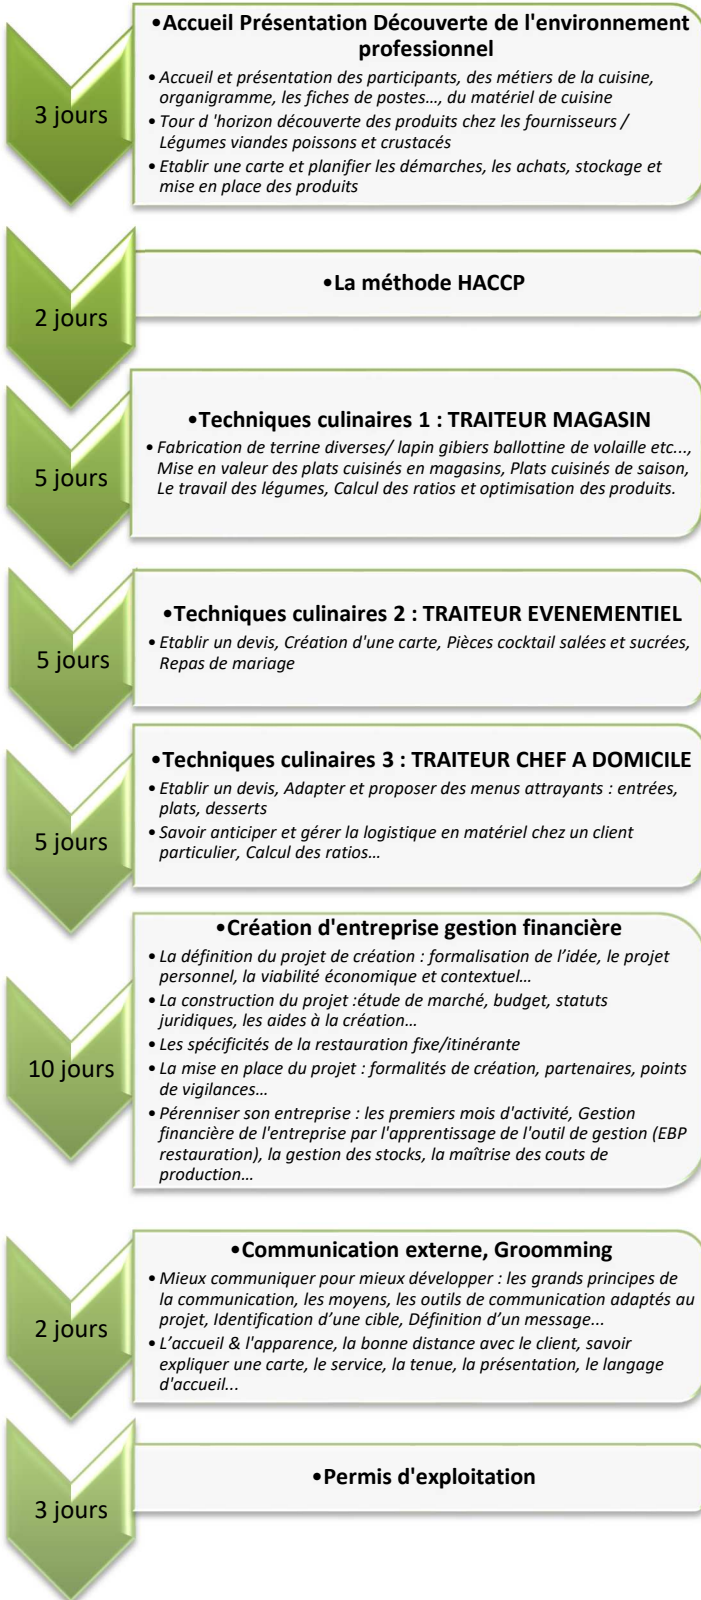 3 jours
•Accueil Présentation Découverte de l'environnement
professionnel
• Accueil et présentation des participants, des métiers de la cuisine,
organigramme, les fiches de postes..., du matériel de cuisine
• Tour d 'horizon découverte des produits chez les fournisseurs /
Légumes viandes poissons et crustacés
• Etablir une carte et planifier les démarches, les achats, stockage et
mise en place des produits
2 jours
•La méthode HACCP
5 jours
•Techniques culinaires 1 : TRAITEUR MAGASIN
• Fabrication de terrine diverses/ lapin gibiers ballottine de volaille etc...,
Mise en valeur des plats cuisinés en magasins, Plats cuisinés de saison,
Le travail des légumes, Calcul des ratios et optimisation des produits.
5 jours
•Techniques culinaires 2 : TRAITEUR EVENEMENTIEL
• Etablir un devis, Création d'une carte, Pièces cocktail salées et sucrées,
Repas de mariage
5 jours
•Techniques culinaires 3 : TRAITEUR CHEF A DOMICILE
• Etablir un devis, Adapter et proposer des menus attrayants : entrées,
plats, desserts
• Savoir anticiper et gérer la logistique en matériel chez un client
particulier, Calcul des ratios…
10 jours
•Création d'entreprise gestion financière
• La définition du projet de création : formalisation de l’idée, le projet
personnel, la viabilité économique et contextuel…
• La construction du projet :étude de marché, budget, statuts
juridiques, les aides à la création…
• Les spécificités de la restauration fixe/itinérante
• La mise en place du projet : formalités de création, partenaires, points
de vigilances…
• Pérenniser son entreprise : les premiers mois d'activité, Gestion
financière de l'entreprise par l'apprentissage de l'outil de gestion (EBP
restauration), la gestion des stocks, la maîtrise des couts de
production…
2 jours
•Communication externe, Groomming
• Mieux communiquer pour mieux développer : les grands principes de
la communication, les moyens, les outils de communication adaptés au
projet, Identification d’une cible, Définition d’un message...
• L’accueil & l'apparence, la bonne distance avec le client, savoir
expliquer une carte, le service, la tenue, la présentation, le langage
d'accueil...
3 jours
•Permis d'exploitation